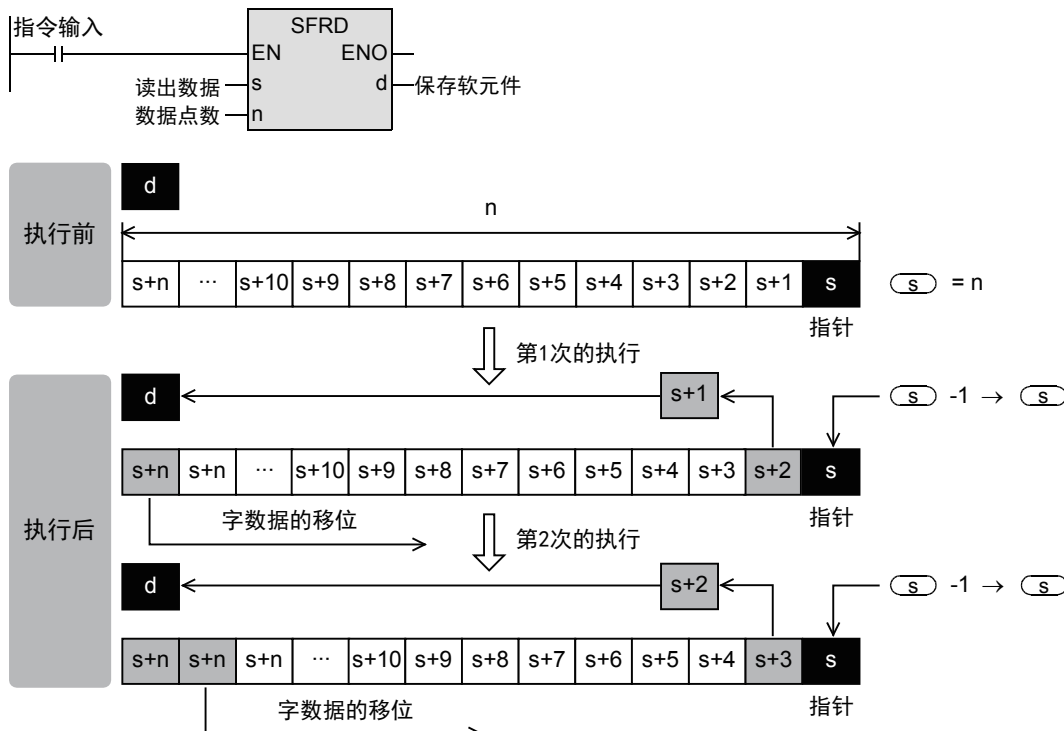 指令输入
SFRD
EN ENO
读出数据 s d 保存软元件
数据点数 n
执行前
d
n
s+n ··· s+10 s+9 s+8 s+7 s+6 s+5 s+4 s+3 s+2 s+1 s s = n
指针
第1次的执行
执行后
d s+1 s -1 → s
s+n s+n ··· s+10 s+9 s+8 s+7 s+6 s+5 s+4 s+3 s+2 s
指针
字数据的移位
第2次的执行
d s+2 s -1 → s
s+n s+n s+n ··· s+10 s+9 s+8 s+7 s+6 s+5 s+4 s+3 s
指针
字数据的移位